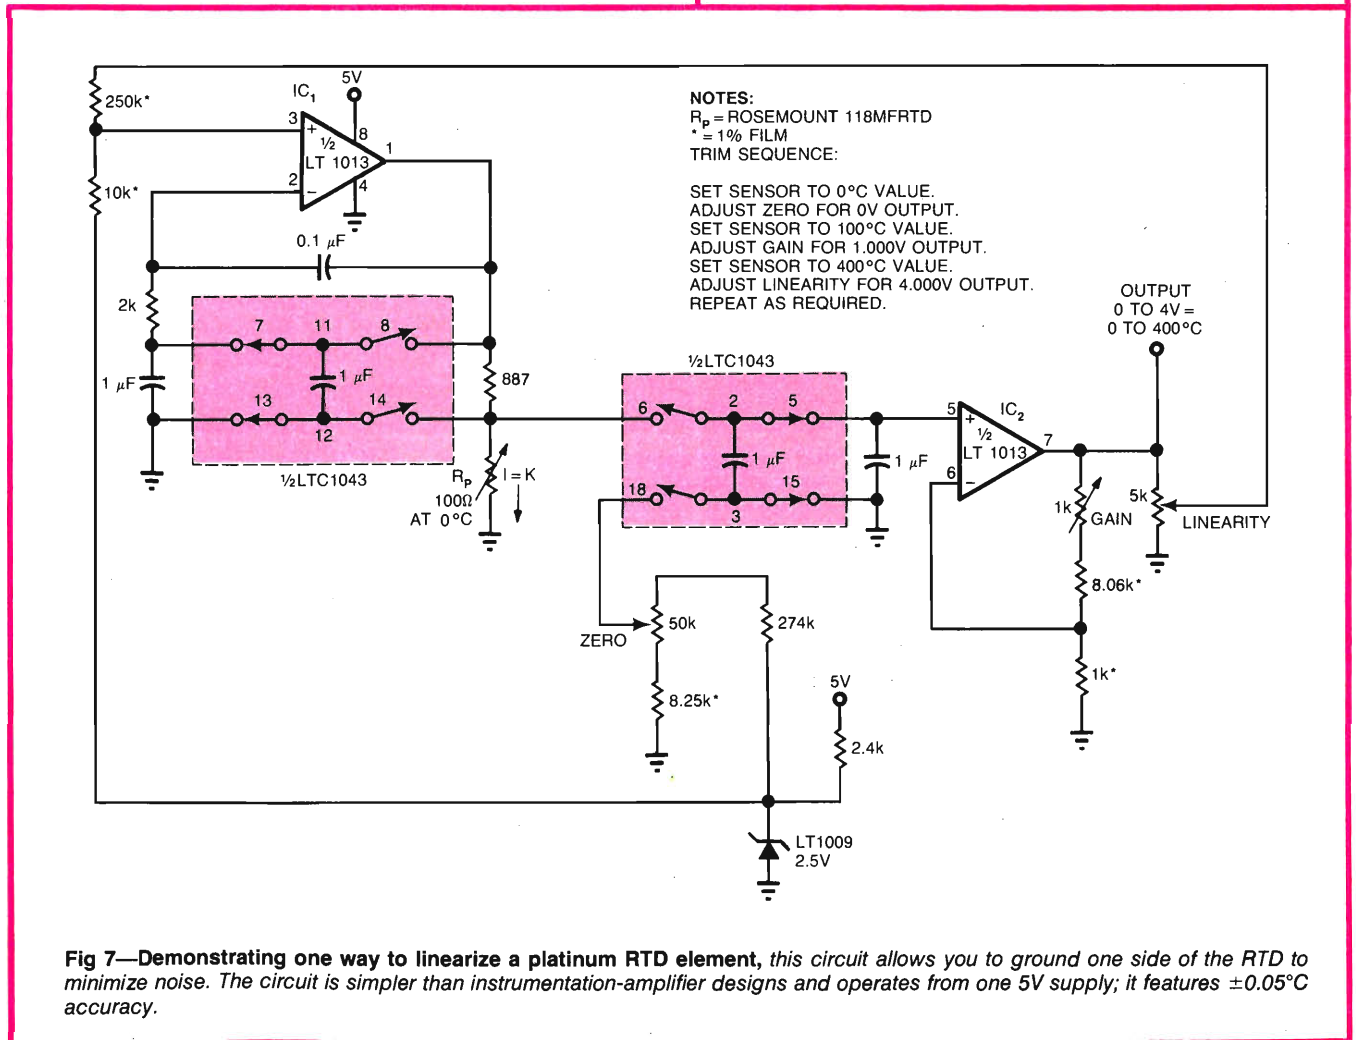 250k*
10k*
IC1
5V
3
+
8
½
LT 1013
1
2
−
4
0.1 μF
2k
7
11
8
1 μF
1 μF
887
13
14
12
½LTC1043
RP
100Ω
AT 0°C
I = K
NOTES:
RP = ROSEMOUNT 118MFRTD
* = 1% FILM
TRIM SEQUENCE:
SET SENSOR TO 0°C VALUE.
ADJUST ZERO FOR 0V OUTPUT.
SET SENSOR TO 100°C VALUE.
ADJUST GAIN FOR 1.000V OUTPUT.
SET SENSOR TO 400°C VALUE.
ADJUST LINEARITY FOR 4.000V OUTPUT.
REPEAT AS REQUIRED.
OUTPUT
0 TO 4V =
0 TO 400°C
½LTC1043
6
2
5
1 μF
1 μF
18
15
3
5
+
IC2
½
LT 1013
7
6
−
1k
GAIN
5k
LINEARITY
8.06k*
1k*
ZERO
50k
274k
8.25k*
5V
2.4k
LT1009
2.5V
Fig 7—Demonstrating one way to linearize a platinum RTD element, this circuit allows you to ground one side of the RTD to
minimize noise. The circuit is simpler than instrumentation-amplifier designs and operates from one 5V supply; it features ±0.05°C
accuracy.